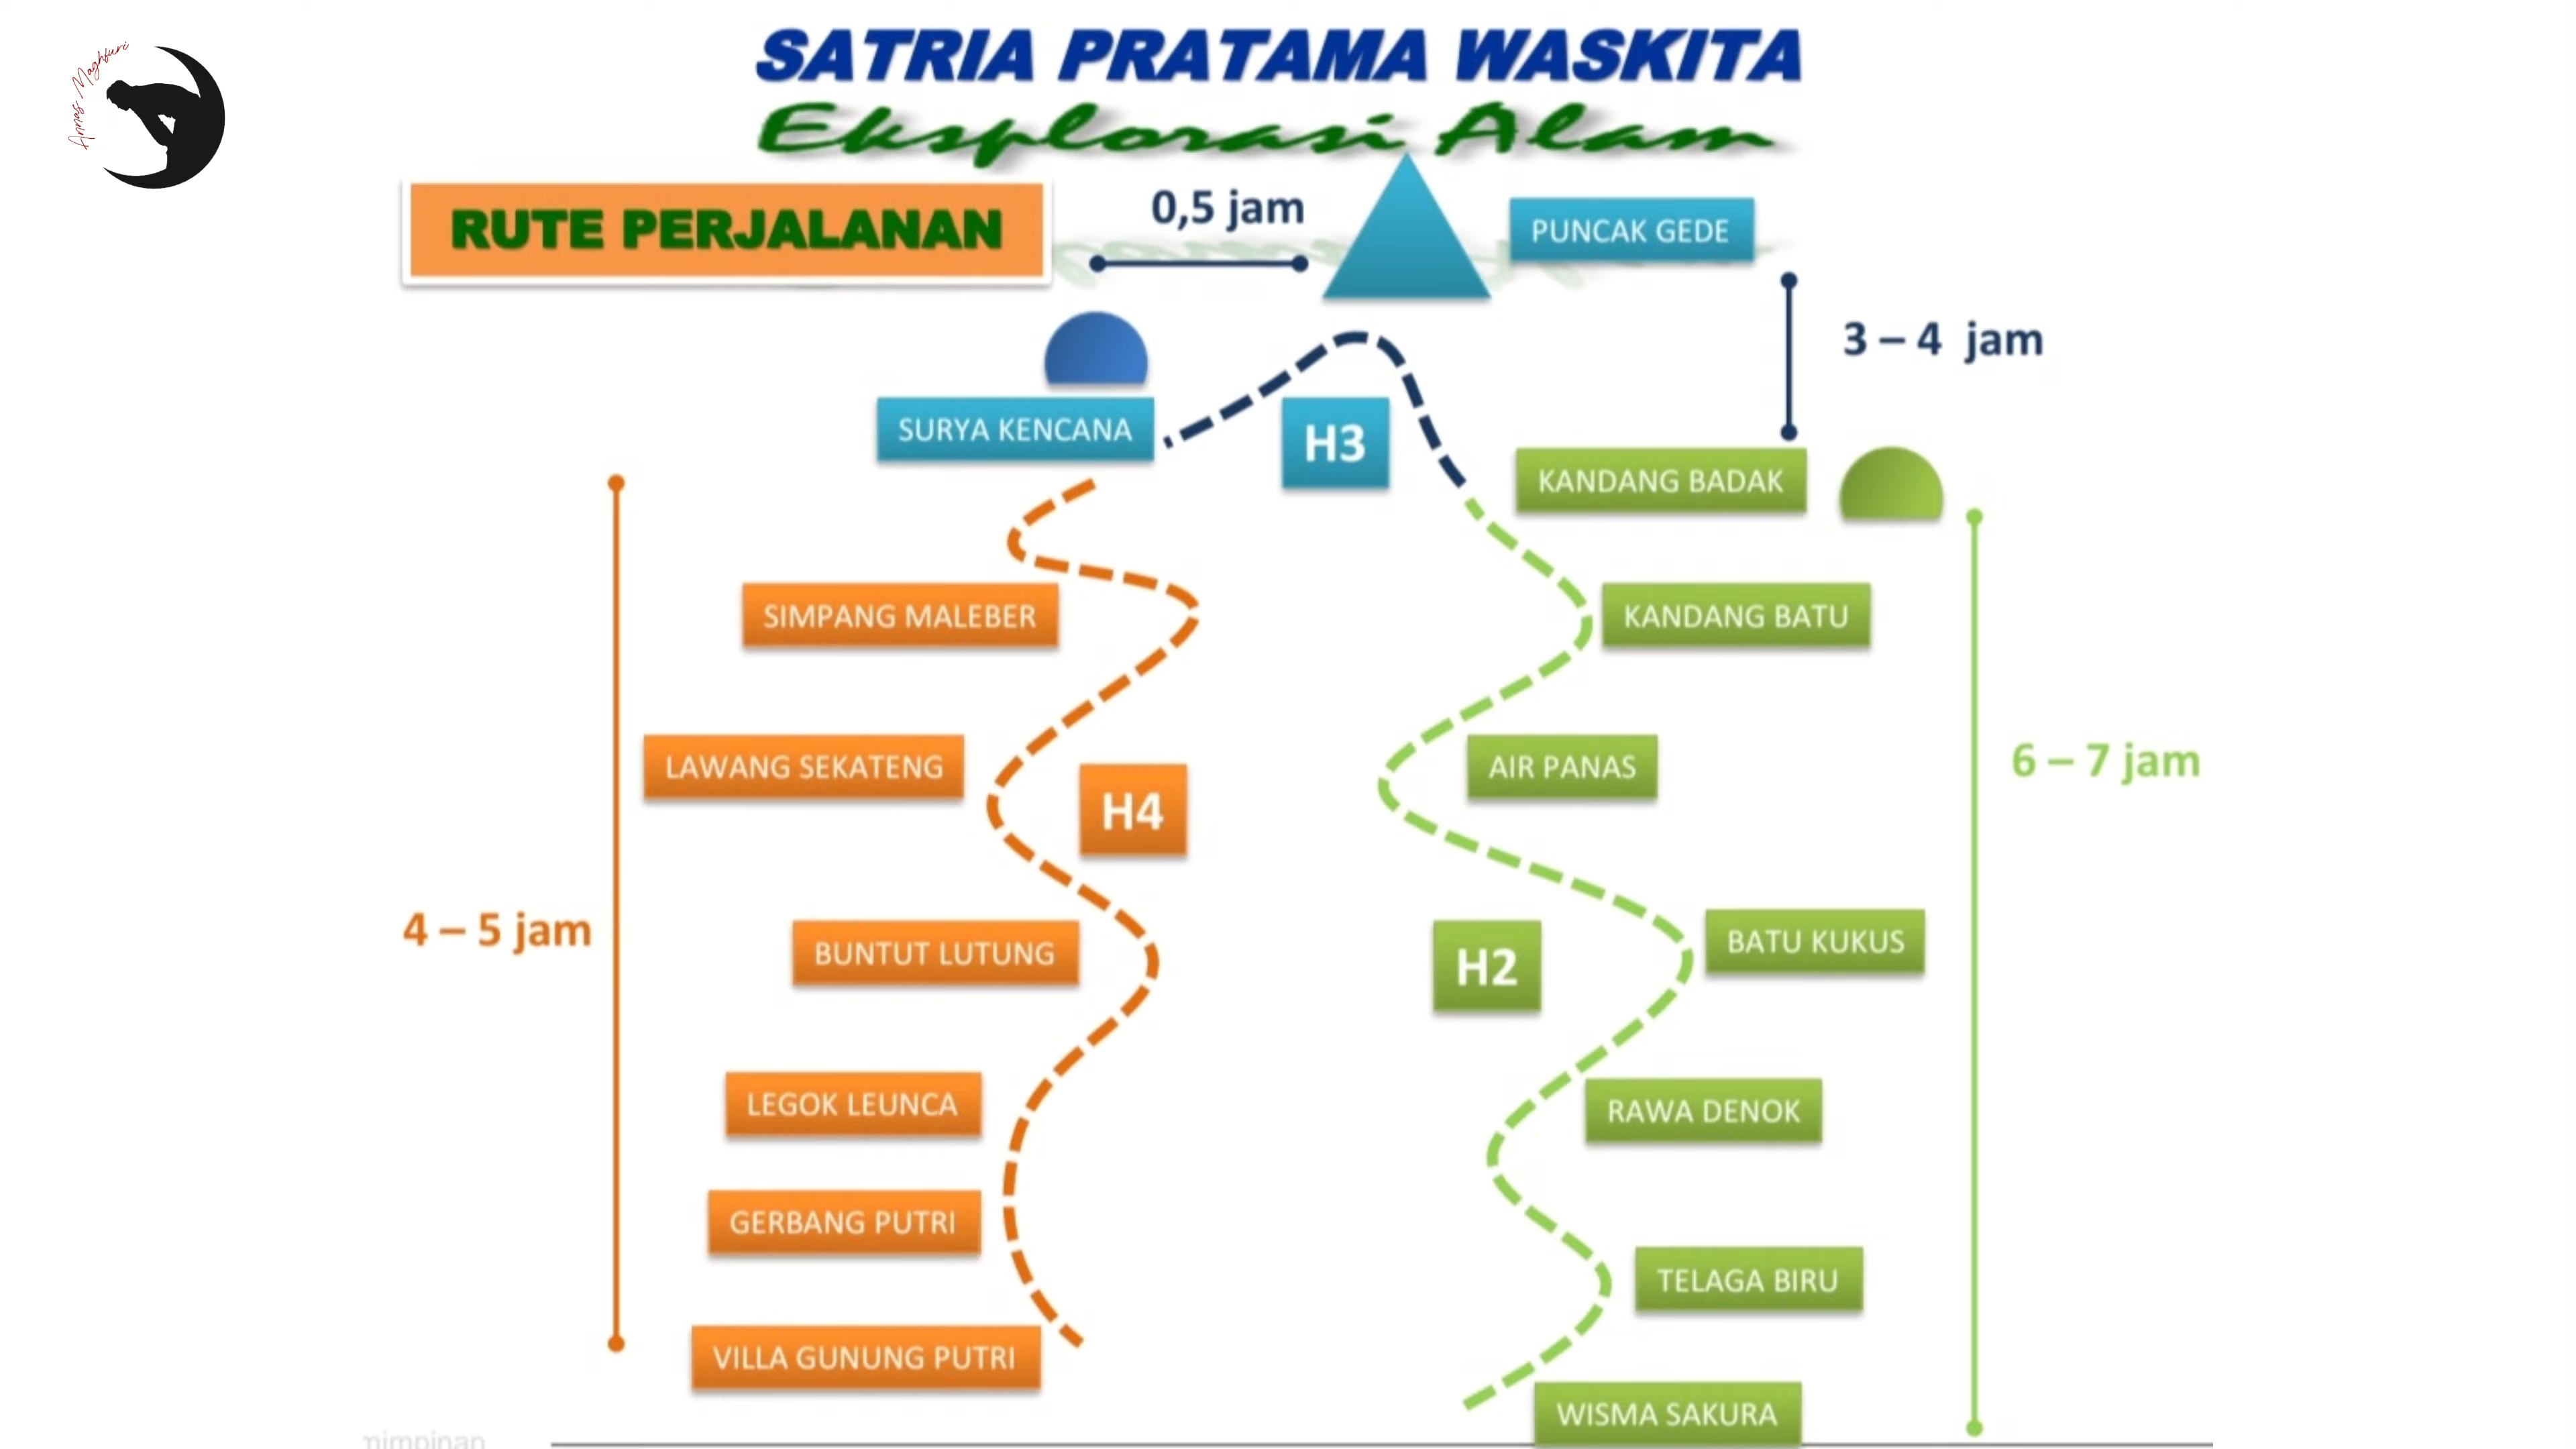 Annas Maghfuri
SATRIA PRATAMA WASKITA
Eksplorasi Alam
RUTE PERJALANAN
0,5 jam
PUNCAK GEDE
3 – 4 jam
SURYA KENCANA
H3
KANDANG BADAK
SIMPANG MALEBER
KANDANG BATU
LAWANG SEKATENG
H4
AIR PANAS
6 – 7 jam
4 – 5 jam
BUNTUT LUTUNG
H2
BATU KUKUS
LEGOK LEUNCA
RAWA DENOK
GERBANG PUTRI
TELAGA BIRU
VILLA GUNUNG PUTRI
WISMA SAKURA